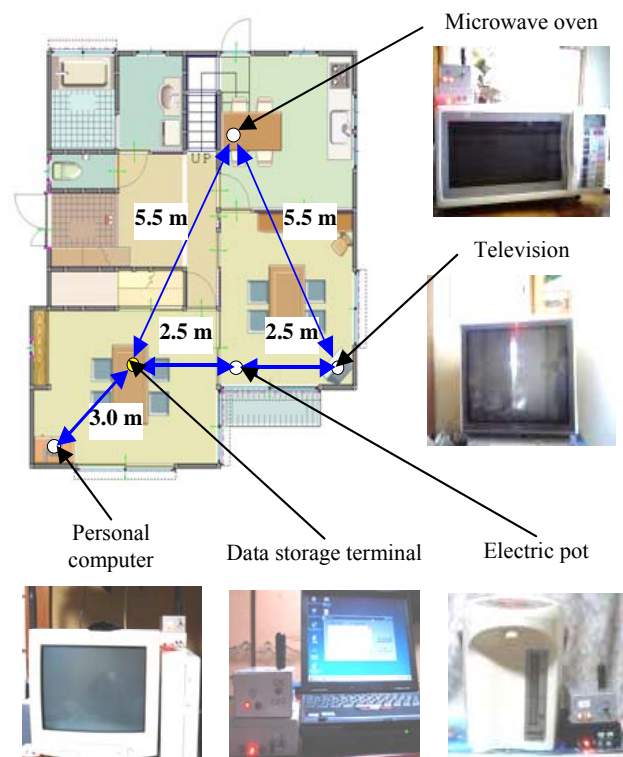 Microwave oven
UP
5.5 m
5.5 m
Television
2.5 m
2.5 m
3.0 m
Personal
computer
Data storage terminal
Electric pot